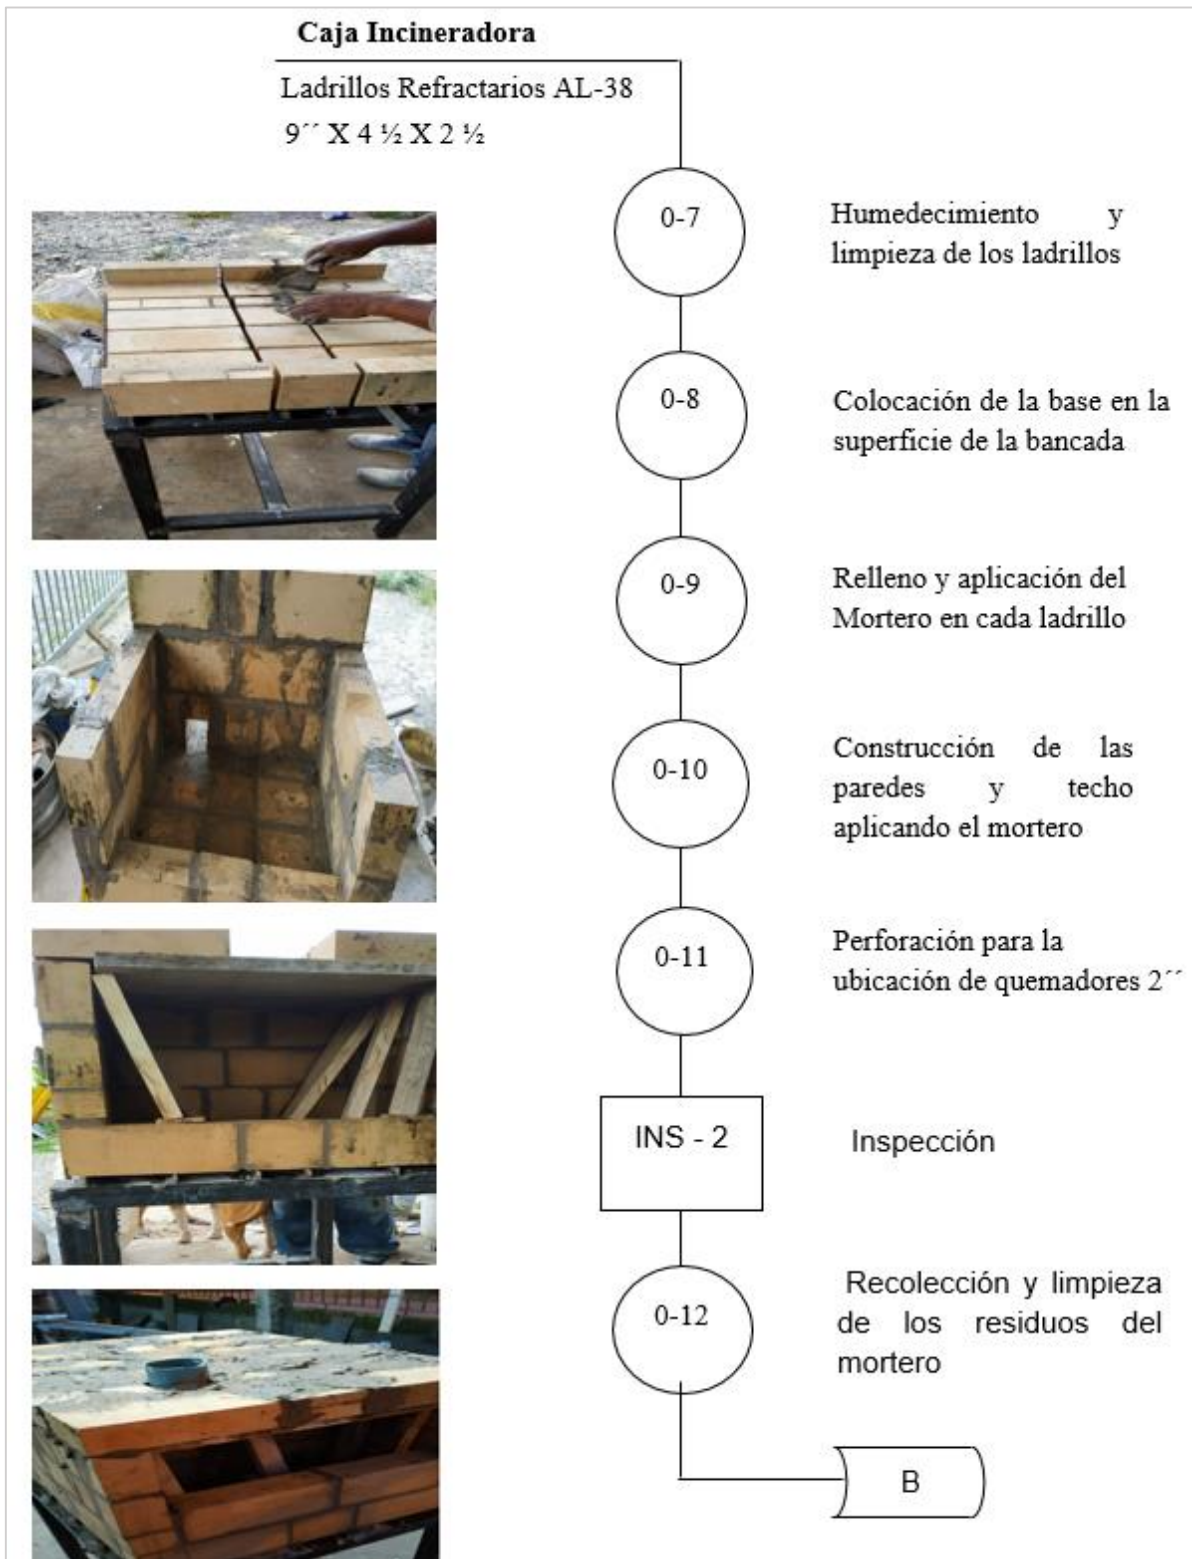 Caja Incineradora
Ladrillos Refractarios AL-38
9´´ X 4 ½ X 2 ½
0-7
Humedecimiento y
limpieza de los ladrillos
0-8
Colocación de la base en la
superficie de la bancada
0-9
Relleno y aplicación del
Mortero en cada ladrillo
0-10
Construcción de las
paredes y techo
aplicando el mortero
0-11
Perforación para la
ubicación de quemadores 2´´
INS - 2
Inspección
0-12
Recolección y limpieza
de los residuos del
mortero
B